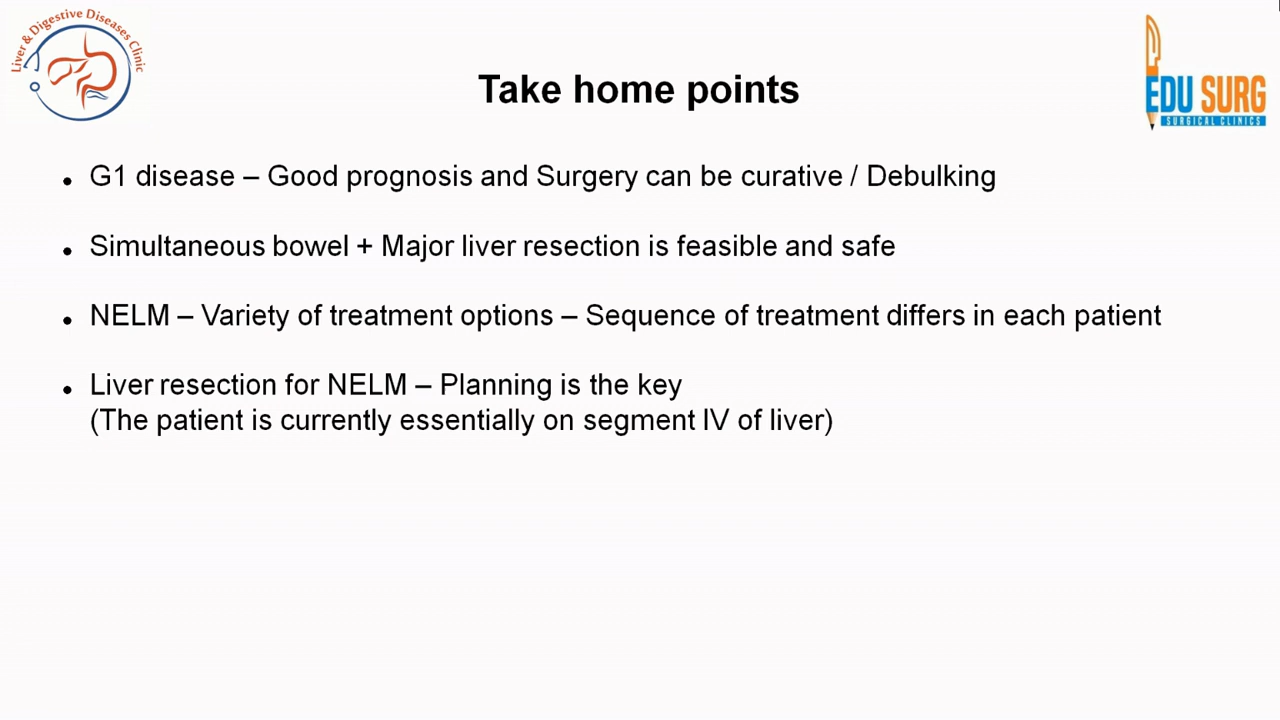 Liver & Digestive Diseases Clinic
EDU SURG
SURGICAL CLINICS
Take home points
• G1 disease – Good prognosis and Surgery can be curative / Debulking
• Simultaneous bowel + Major liver resection is feasible and safe
• NELM – Variety of treatment options – Sequence of treatment differs in each patient
• Liver resection for NELM – Planning is the key
(The patient is currently essentially on segment IV of liver)